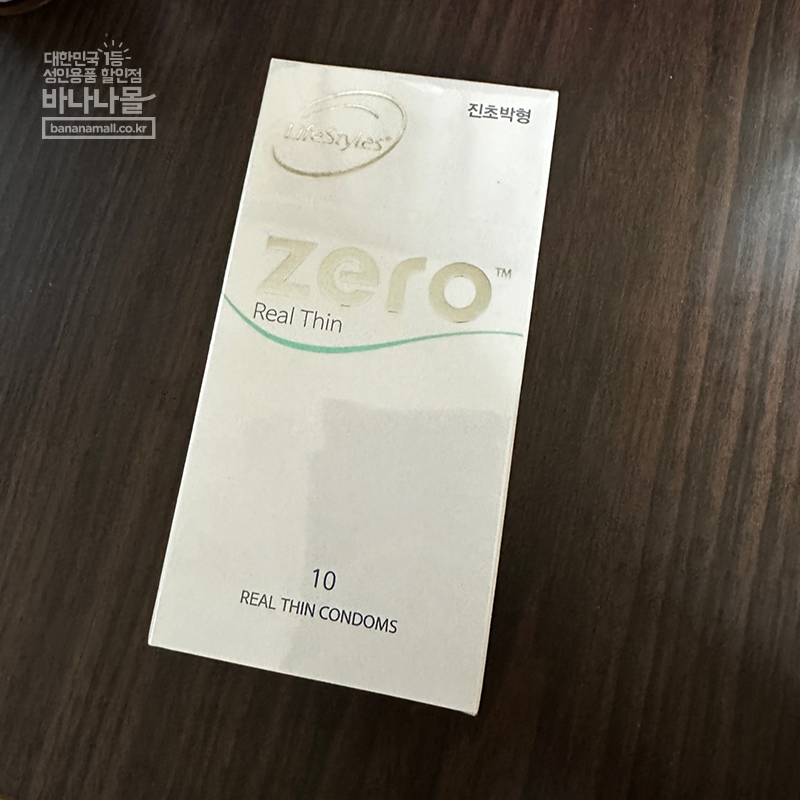 대한민국 1등
성인용품 할인점
바나나몰
bananamall.co.kr
LifeStyles®
진초박형
zero™
Real Thin
10
REAL THIN CONDOMS